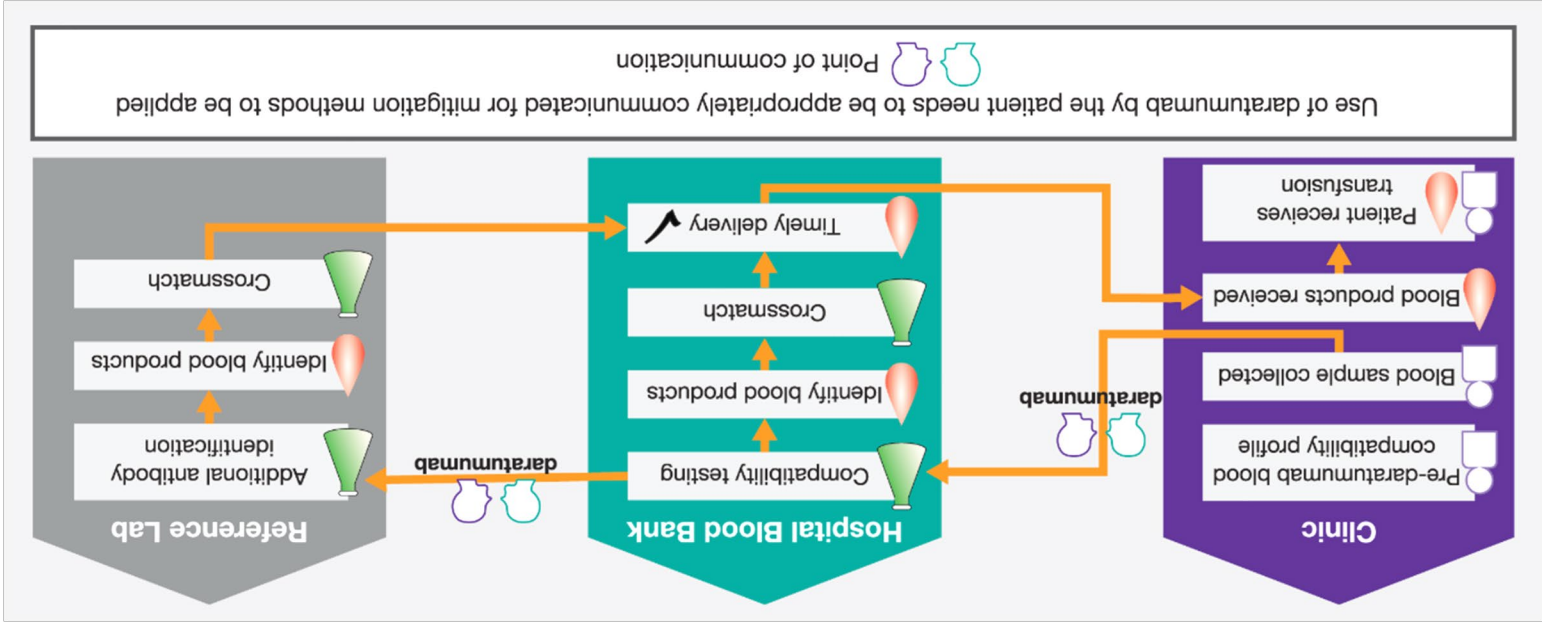 Clinic
Pre-daratumumab blood
compatibility profile
Blood sample collected
Blood products received
Patient receives
transfusion
daratumumab
Hospital Blood Bank
Compatibility testing
Identify blood products
Crossmatch
Timely delivery
daratumumab
Reference Lab
Additional antibody
identification
Identify blood products
Crossmatch
Use of daratumumab by the patient needs to be appropriately communicated for mitigation methods to be applied
Point of communication